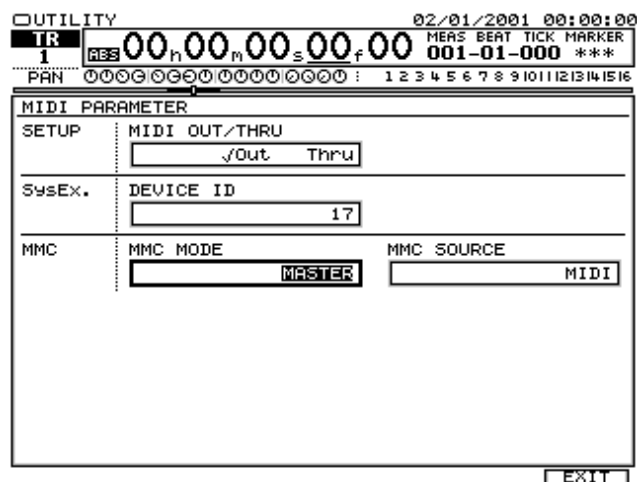 UTILITY 02/01/2001 00:00:00
TR 1 ABS 00h00m00s00f00 MEAS BEAT TICK MARKER
001-01-000 ***
PAN 1 2 3 4 5 6 7 8 9 10 11 12 13 14 15 16
MIDI PARAMETER
SETUP MIDI OUT/THRU
√Out Thru
SysEx. DEVICE ID
17
MMC MMC MODE MMC SOURCE
MASTER MIDI
EXIT